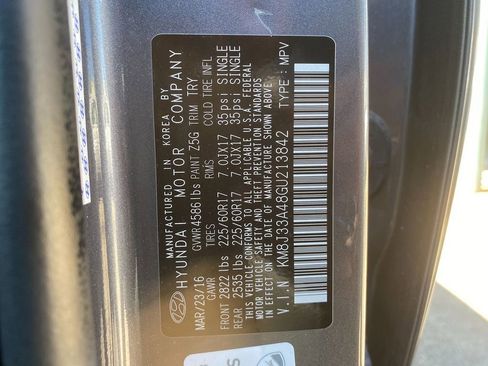 MANUFACTURED IN KOREA BY
HYUNDAI MOTOR COMPANY
MAR/23/16 GVWR 4586 lbs PAINT Z5G TRIM TRY
GAWR TIRES RIMS COLD TIRE INFL
FRONT 2822 lbs 225/60R17 7.0JX17 35psi SINGLE
REAR 2535 lbs 225/60R17 7.0JX17 35psi SINGLE
THIS VEHICLE CONFORMS TO ALL APPLICABLE U.S.A. FEDERAL
MOTOR VEHICLE SAFETY AND THEFT PREVENTION STANDARDS
IN EFFECT ON THE DATE OF MANUFACTURE SHOWN ABOVE.
V.I.N : KM8J33A48GU213842 TYPE : MPV